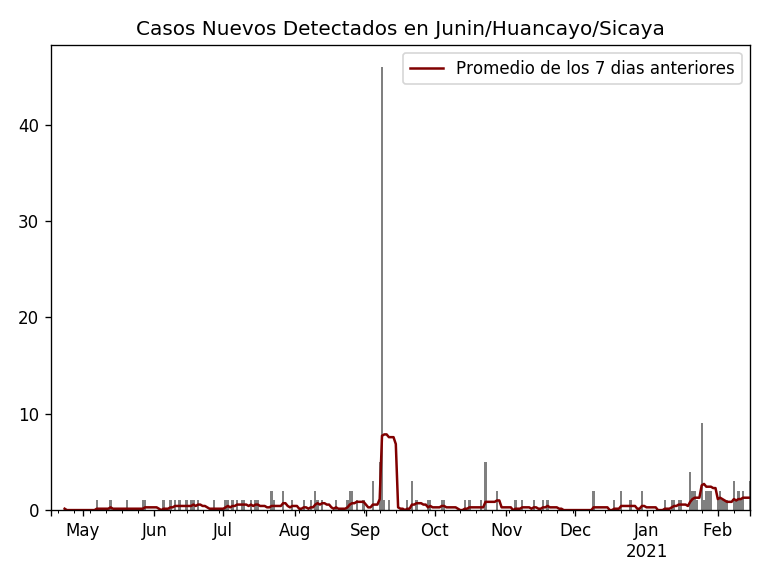 Casos Nuevos Detectados en Junin/Huancayo/Sicaya
Promedio de los 7 dias anteriores
40
30
20
10
0
May Jun Jul Aug Sep Oct Nov Dec Jan Feb
2021